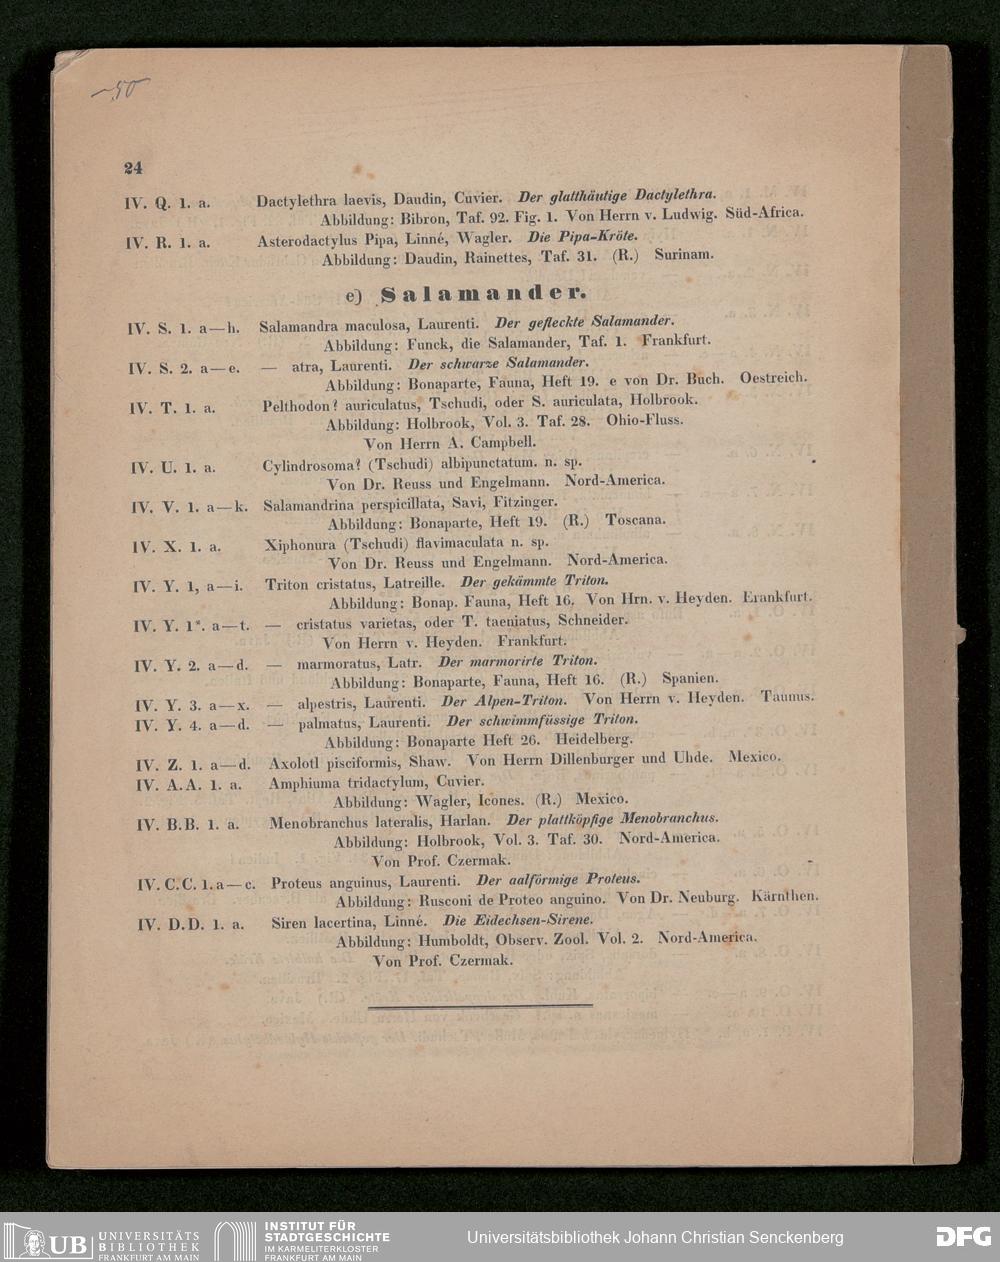 -,50
24
IV. Q. 1. a. Dactylethra laevis, Daudin, Cuvier. Der glatthäutige Dactylethra.
Abbildung: Bibron, Taf. 92. Fig. 1. Von Herrn v. Ludwig. Süd-Africa.
IV. R. 1. a. Asterodactylus Pipa, Linné, Wagler. Die Pipa-Kröte.
Abbildung: Daudin, Rainettes, Taf. 31. (R.) Surinam.
e) Salamander.
IV. S. 1. a—h. Salamandra maculosa, Laurenti. Der gefleckte Salamander.
Abbildung: Funck, die Salamander, Taf. 1. Frankfurt.
IV. S. 2. a—e. — atra, Laurenti. Der schwarze Salamander.
Abbildung: Bonaparte, Fauna, Heft 19. e von Dr. Buch. Oestreich.
IV. T. 1. a. Pelthodon? auriculatus, Tschudi, oder S. auriculata, Holbrook.
Abbildung: Holbrook, Vol. 3. Taf. 28. Ohio-Fluss.
Von Herrn A. Campbell.
IV. U. 1. a. Cylindrosoma? (Tschudi) albipunctatum. n. sp.
Von Dr. Reuss und Engelmann. Nord-America.
IV. V. 1. a—k. Salamandrina perspicillata, Savi, Fitzinger.
Abbildung: Bonaparte, Heft 19. (R.) Toscana.
IV. X. 1. a. Xiphonura (Tschudi) flavimaculata n. sp.
Von Dr. Reuss und Engelmann. Nord-America.
IV. Y. 1, a—i. Triton cristatus, Latreille. Der gekämmte Triton.
Abbildung: Bonap. Fauna, Heft 16. Von Hrn. v. Heyden. Frankfurt.
IV. Y. 1*. a—t. — cristatus varietas, oder T. taeniatus, Schneider.
Von Herrn v. Heyden. Frankfurt.
IV. Y. 2. a—d. — marmoratus, Latr. Der marmorirte Triton.
Abbildung: Bonaparte, Fauna, Heft 16. (R.) Spanien.
IV. Y. 3. a—x. — alpestris, Laurenti. Der Alpen-Triton. Von Herrn v. Heyden. Taunus.
IV. Y. 4. a—d. — palmatus, Laurenti. Der schwimmfüssige Triton.
Abbildung: Bonaparte Heft 26. Heidelberg.
IV. Z. 1. a—d. Axolotl pisciformis, Shaw. Von Herrn Dillenburger und Uhde. Mexico.
IV. A.A. 1. a. Amphiuma tridactylum, Cuvier.
Abbildung: Wagler, Icones. (R.) Mexico.
IV. B.B. 1. a. Menobranchus lateralis, Harlan. Der plattköpfige Menobranchus.
Abbildung: Holbrook, Vol. 3. Taf. 30. Nord-America.
Von Prof. Czermak.
IV. C.C. 1. a—c. Proteus anguinus, Laurenti. Der aalförmige Proteus.
Abbildung: Rusconi de Proteo anguino. Von Dr. Neuburg. Kärnthen.
IV. D.D. 1. a. Siren lacertina, Linné. Die Eidechsen-Sirene.
Abbildung: Humboldt, Observ. Zool. Vol. 2. Nord-America.
Von Prof. Czermak.
UB UNIVERSITÄTS
BIBLIOTHEK
FRANKFURT AM MAIN
INSTITUT FÜR
STADTGESCHICHTE
IM KARMELITERKLOSTER
FRANKFURT AM MAIN
Universitätsbibliothek Johann Christian Senckenberg
DFG